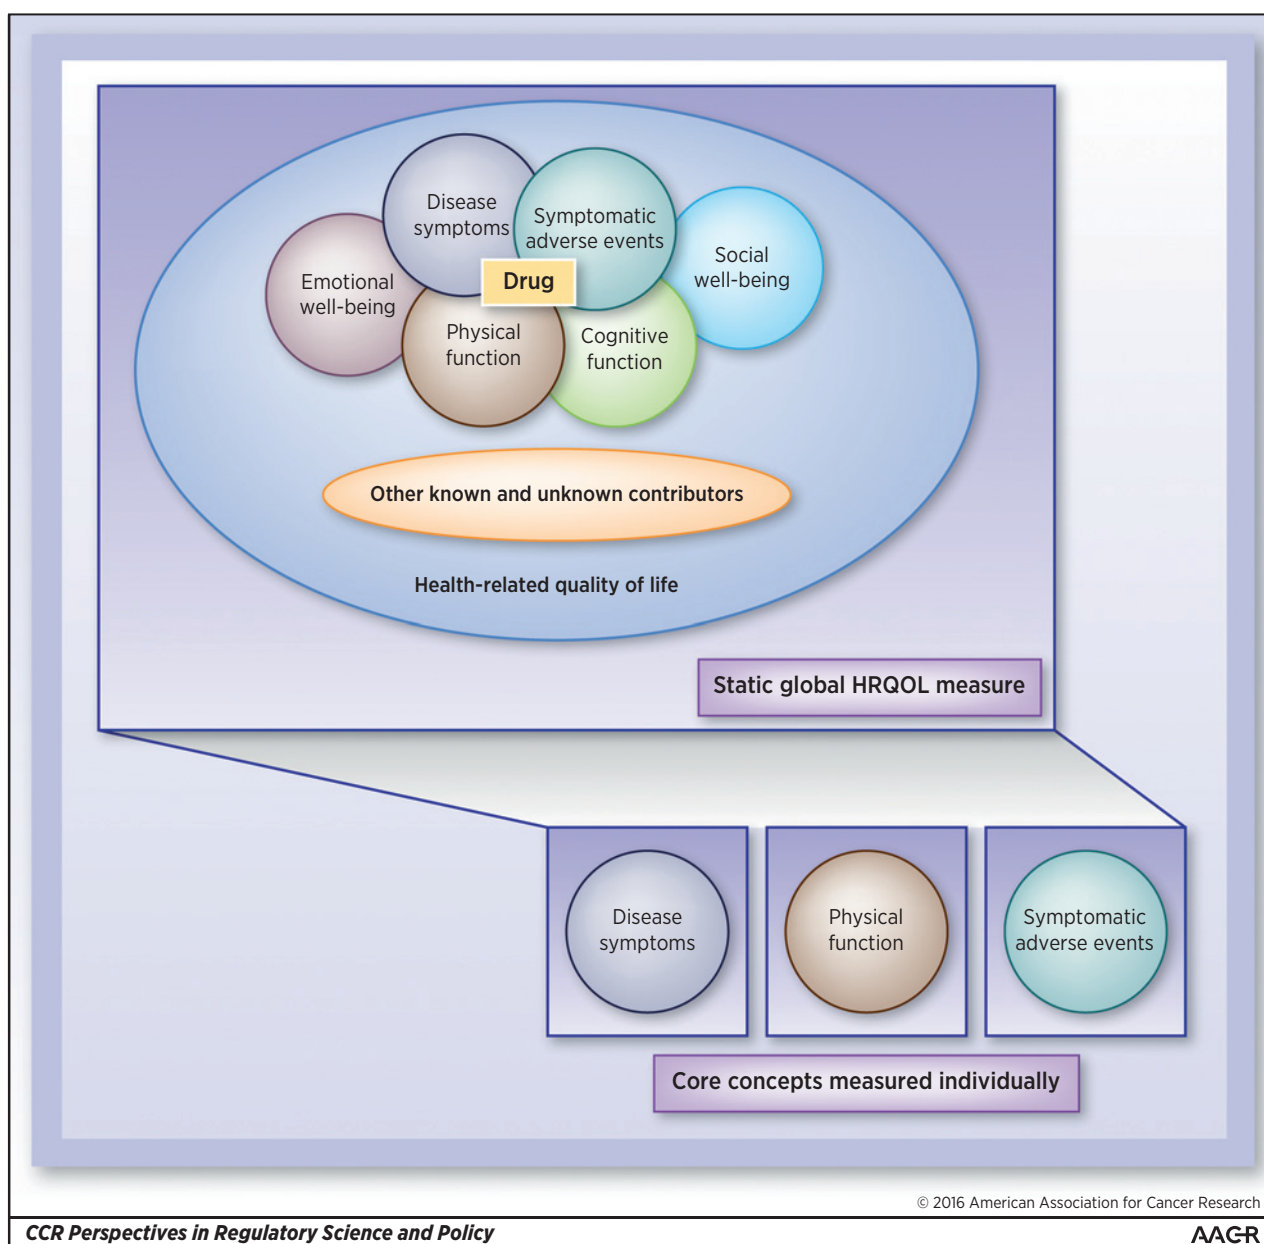 Disease
symptoms
Symptomatic
adverse events
Emotional
well-being
Drug
Social
well-being
Physical
function
Cognitive
function
Other known and unknown contributors
Health-related quality of life
Static global HRQOL measure
Disease
symptoms
Physical
function
Symptomatic
adverse events
Core concepts measured individually
© 2016 American Association for Cancer Research
CCR Perspectives in Regulatory Science and Policy
AACR